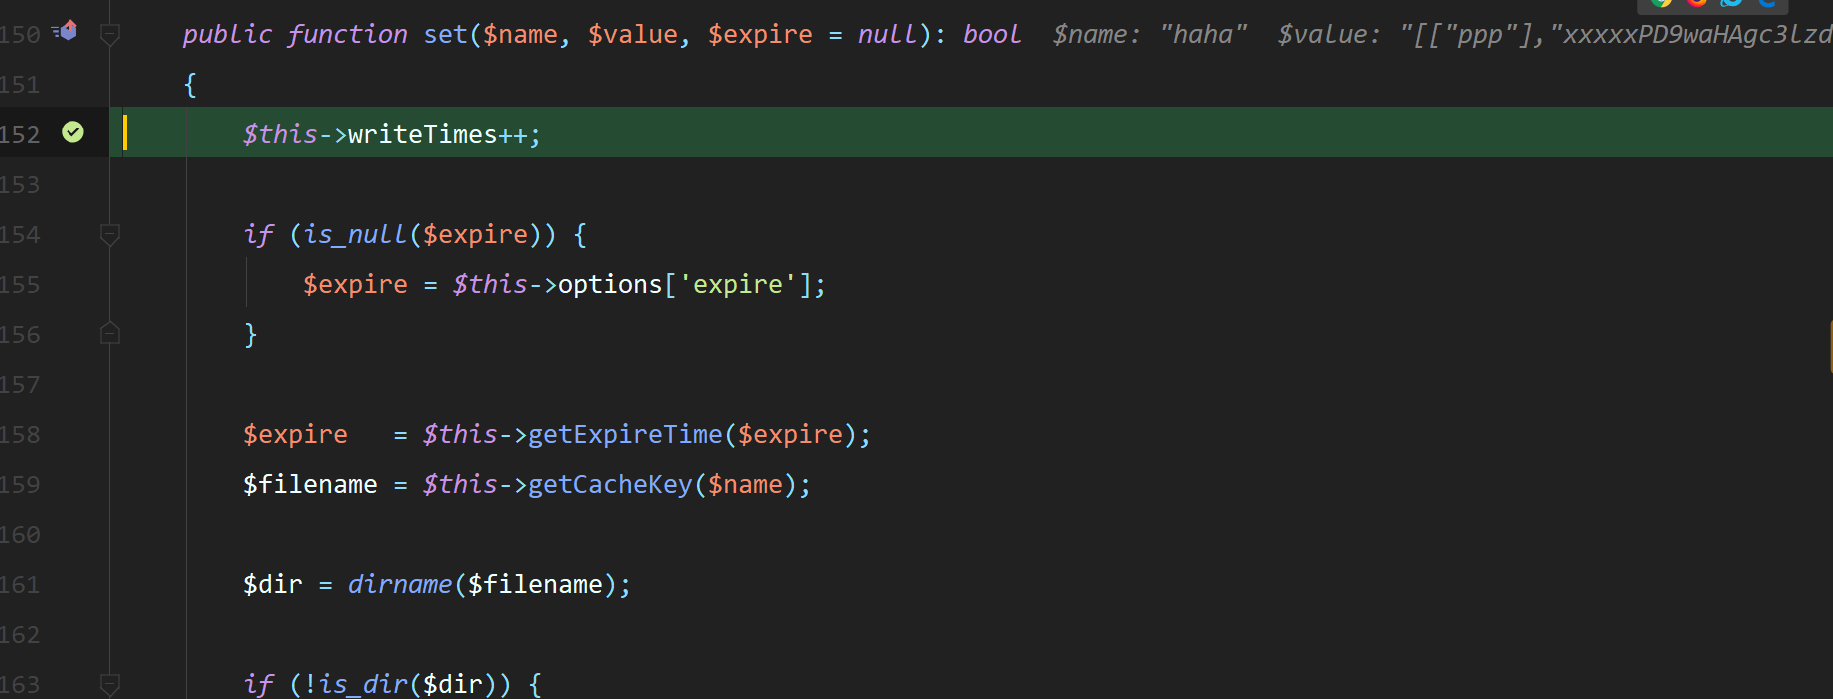 150 public function set($name, $value, $expire = null): bool $name: "haha" $value: "[["ppp"],"xxxxxPD9waHAgc3lzd
151 {
152 $this->writeTimes++;
153
154 if (is_null($expire)) {
155 $expire = $this->options['expire'];
156 }
157
158 $expire = $this->getExpireTime($expire);
159 $filename = $this->getCacheKey($name);
160
161 $dir = dirname($filename);
162
163 if (!is_dir($dir)) {